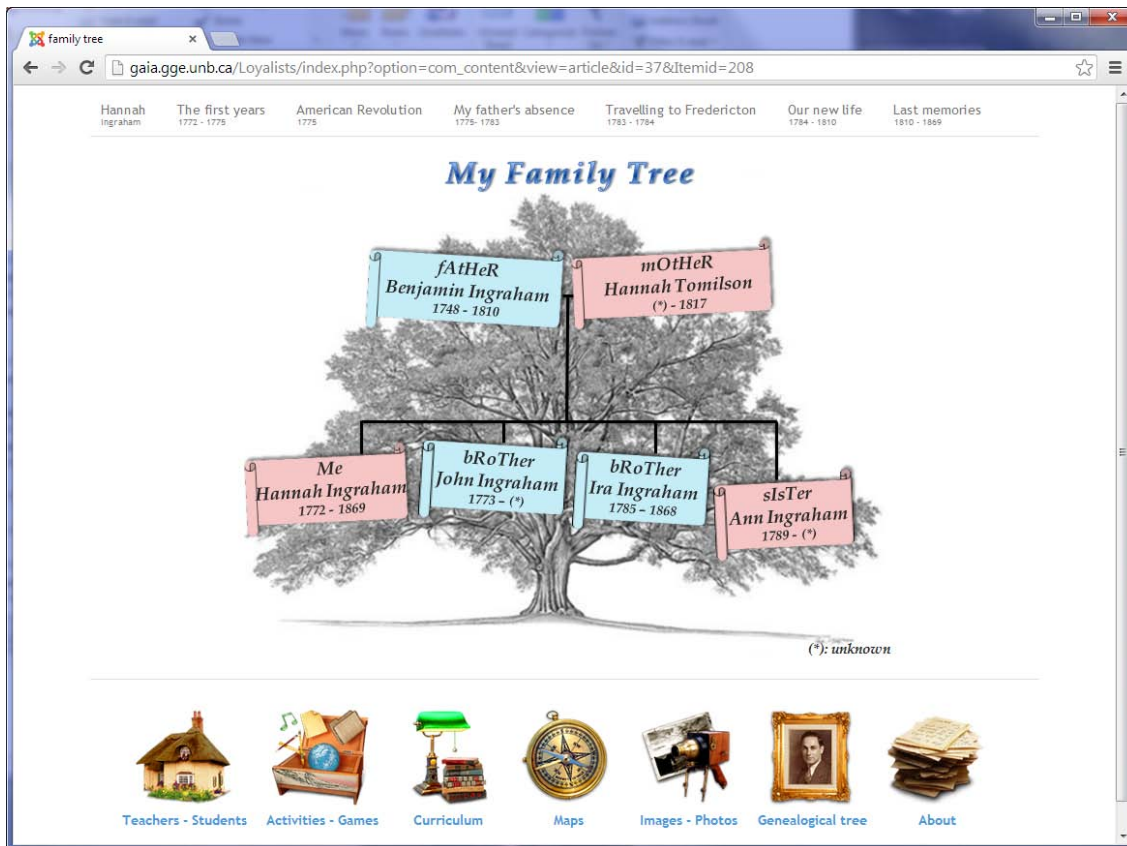 family tree
gaia.gge.unb.ca/Loyalists/index.php?option=com_content&view=article&id=37&Itemid=208
Hannah The first years American Revolution My father's absence Travelling to Fredericton Our new life Last memories
Ingraham 1772 - 1775 1775 1775- 1783 1783 - 1784 1784 - 1810 1810 - 1869
My Family Tree
fAtHeR
Benjamin Ingraham
1748 - 1810
mOtHeR
Hannah Tomilson
(*) - 1817
Me
Hannah Ingraham
1772 - 1869
bRoTher
John Ingraham
1773 – (*)
bRoTher
Ira Ingraham
1785 – 1868
sIsTer
Ann Ingraham
1789 - (*)
(*): unknown
Teachers - Students Activities - Games Curriculum Maps Images - Photos Genealogical tree About